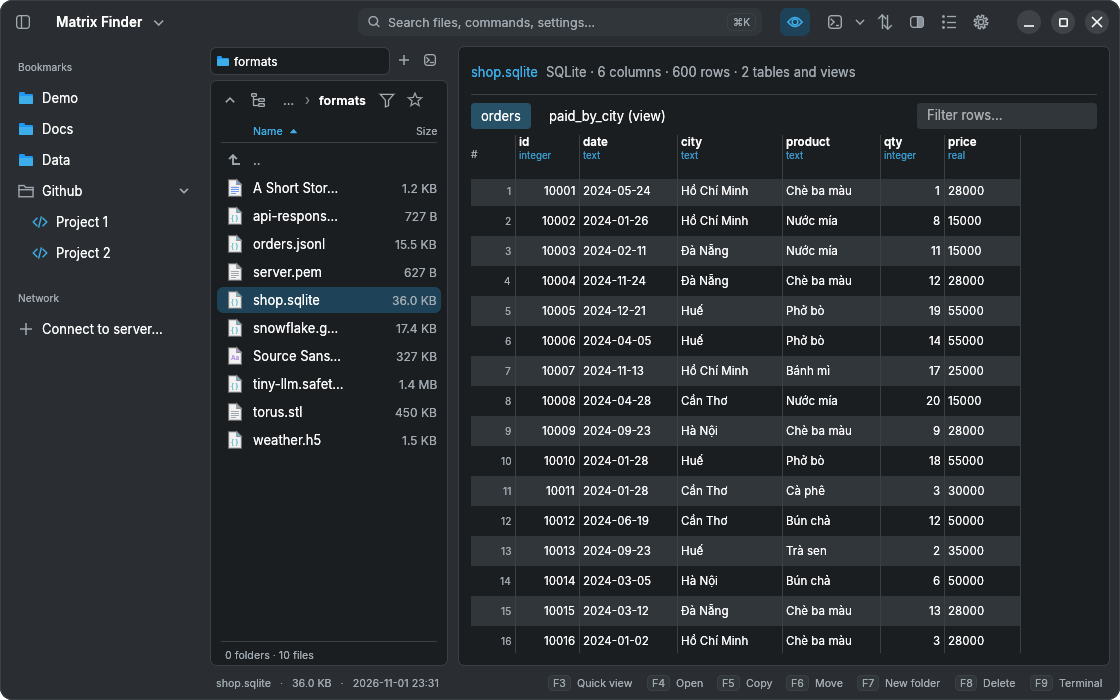 Matrix Finder
Search files, commands, settings... ⌘K
Bookmarks
Demo
Docs
Data
Github
Project 1
Project 2
Network
Connect to server...
formats
... › formats
Name Size
..
A Short Stor... 1.2 KB
api-respons... 727 B
orders.jsonl 15.5 KB
server.pem 627 B
shop.sqlite 36.0 KB
snowflake.g... 17.4 KB
Source Sans... 327 KB
tiny-llm.safet... 1.4 MB
torus.stl 450 KB
weather.h5 1.5 KB
0 folders · 10 files
shop.sqlite SQLite · 6 columns · 600 rows · 2 tables and views
orders paid_by_city (view) Filter rows...
# id date city product qty price
integer text text text integer real
1 10001 2024-05-24 Hồ Chí Minh Chè ba màu 1 28000
2 10002 2024-01-26 Hồ Chí Minh Nước mía 8 15000
3 10003 2024-02-11 Đà Nẵng Nước mía 11 15000
4 10004 2024-11-24 Đà Nẵng Chè ba màu 12 28000
5 10005 2024-12-21 Huế Phở bò 19 55000
6 10006 2024-04-05 Huế Phở bò 14 55000
7 10007 2024-11-13 Hồ Chí Minh Bánh mì 17 25000
8 10008 2024-04-28 Cần Thơ Nước mía 20 15000
9 10009 2024-09-23 Hà Nội Chè ba màu 9 28000
10 10010 2024-01-28 Huế Phở bò 18 55000
11 10011 2024-01-28 Cần Thơ Cà phê 3 30000
12 10012 2024-06-19 Cần Thơ Bún chả 12 50000
13 10013 2024-09-23 Huế Trà sen 2 35000
14 10014 2024-03-05 Hà Nội Bún chả 6 50000
15 10015 2024-03-12 Đà Nẵng Chè ba màu 13 28000
16 10016 2024-01-02 Hồ Chí Minh Chè ba màu 3 28000
shop.sqlite · 36.0 KB · 2026-11-01 23:31
F3 Quick view F4 Open F5 Copy F6 Move F7 New folder F8 Delete F9 Terminal